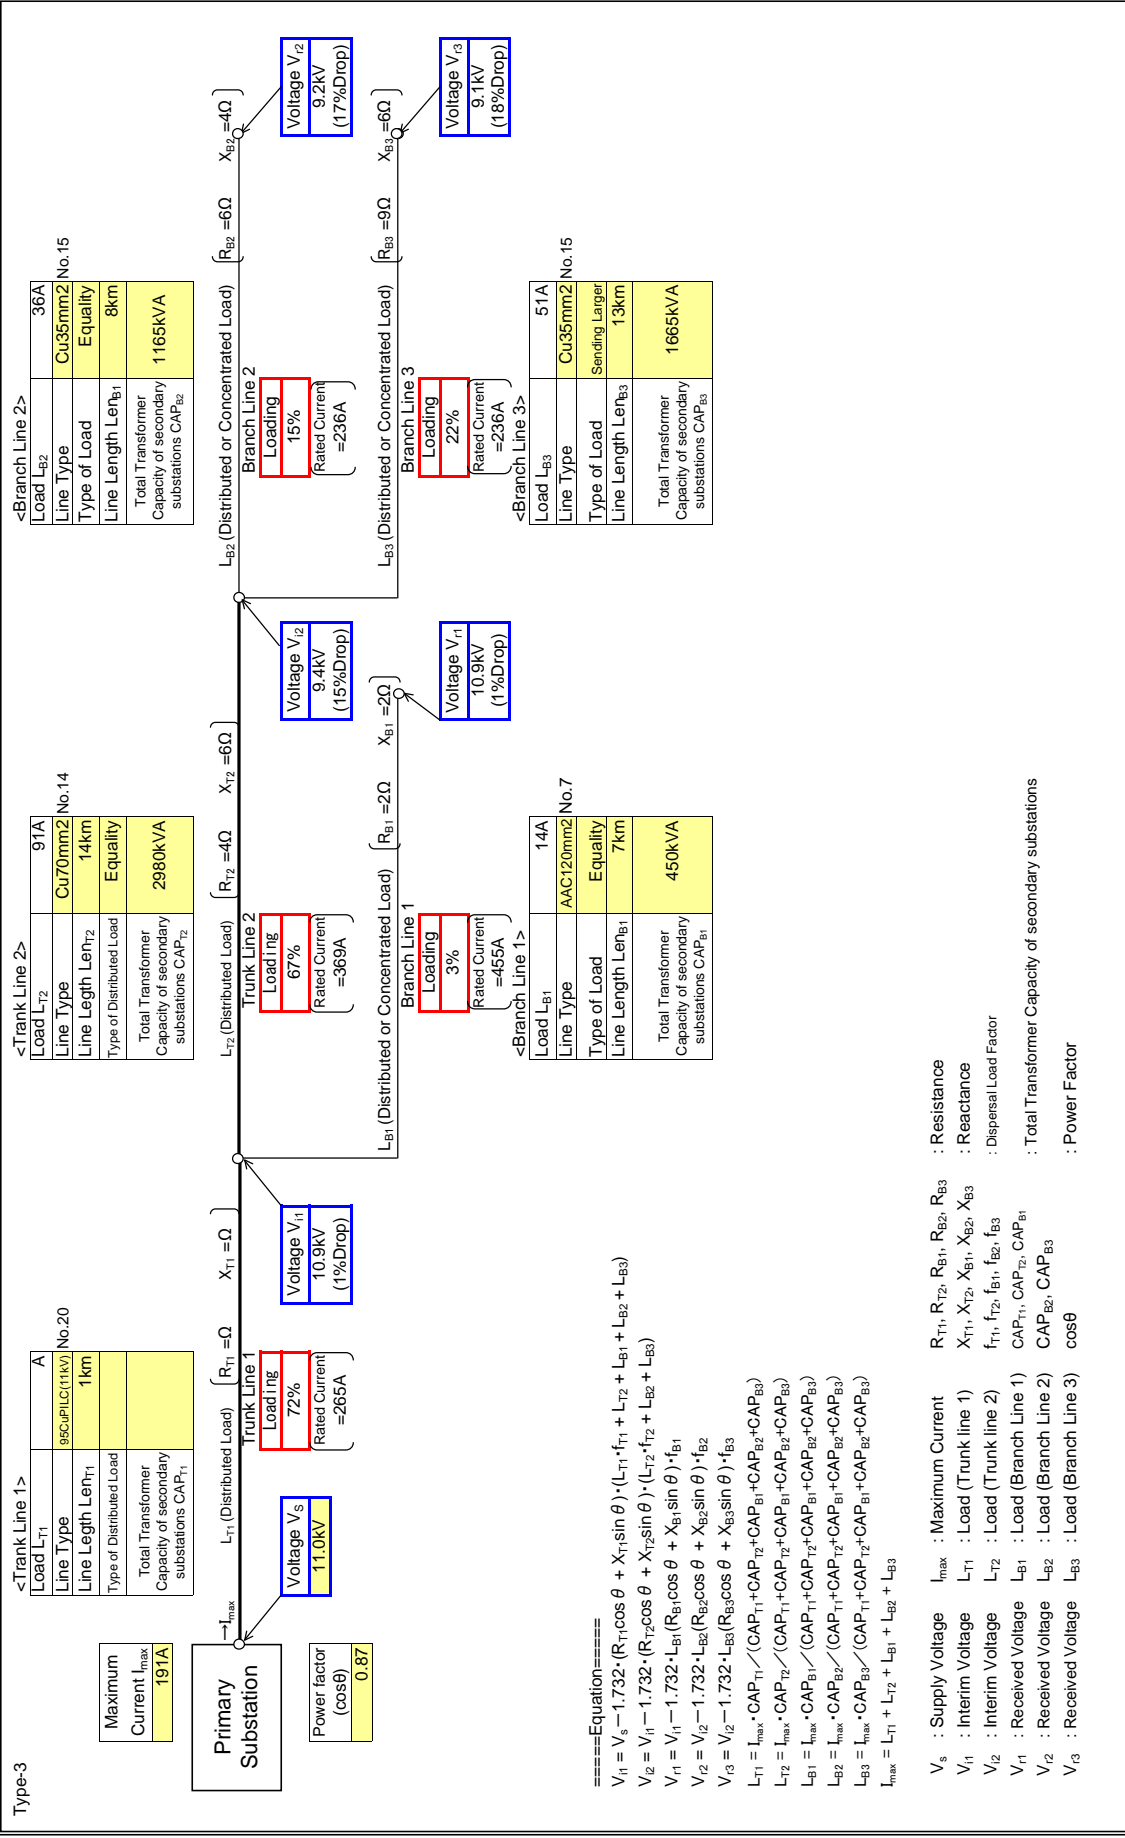 Type-3
Maximum
Current Imax
191A
Primary
Substation
Power factor
(cosθ)
0.87
<Trank Line 1>
Load LT1 A
Line Type 95CuPILC(11kV) No.20
Line Legth LenT1 1km
Type of Distributed Load
Total Transformer
Capacity of secondary
substations CAPT1
→Imax
LT1 (Distributed Load)
RT1 =Ω XT1 =Ω
Voltage VS
11.0kV
Trunk Line 1
Loading
72%
Rated Current
=265A
Voltage Vi1
10.9kV
(1%Drop)
<Trank Line 2>
Load LT2 91A
Line Type Cu70mm2 No.14
Line Legth LenT2 14km
Type of Distributed Load Equality
Total Transformer
Capacity of secondary
substations CAPT2
2980kVA
LT2 (Distributed Load)
RT2 =4Ω XT2 =6Ω
Trunk Line 2
Loading
67%
Rated Current
=369A
Voltage Vi2
9.4kV
(15%Drop)
LB1 (Distributed or Concentrated Load)
RB1 =2Ω XB1 =2Ω
Branch Line 1
Loading
3%
Rated Current
=455A
Voltage Vr1
10.9kV
(1%Drop)
<Branch Line 1>
Load LB1 14A
Line Type AAC120mm2 No.7
Type of Load Equality
Line Length LenB1 7km
Total Transformer
Capacity of secondary
substations CAPB1
450kVA
<Branch Line 2>
Load LB2 36A
Line Type Cu35mm2 No.15
Type of Load Equality
Line Length LenB1 8km
Total Transformer
Capacity of secondary
substations CAPB2
1165kVA
LB2 (Distributed or Concentrated Load)
RB2 =6Ω XB2 =4Ω
Branch Line 2
Loading
15%
Rated Current
=236A
Voltage Vr2
9.2kV
(17%Drop)
LB3 (Distributed or Concentrated Load)
RB3 =9Ω XB3 =6Ω
Branch Line 3
Loading
22%
Rated Current
=236A
Voltage Vr3
9.1kV
(18%Drop)
<Branch Line 3>
Load LB3 51A
Line Type Cu35mm2 No.15
Type of Load Sending Larger
Line Length LenB3 13km
Total Transformer
Capacity of secondary
substations CAPB3
1665kVA
=====Equation=====
Vi1 = Vs−1.732・(RT1cos θ + XT1sin θ)・(LT1・fT1 + LT2 + LB1 + LB2 + LB3)
Vi2 = Vi1−1.732・(RT2cos θ + XT2sin θ)・(LT2・fT2 + LB2 + LB3)
Vr1 = Vi1−1.732・LB1(RB1cos θ + XB1sin θ)・fB1
Vr2 = Vi2−1.732・LB2(RB2cos θ + XB2sin θ)・fB2
Vr3 = Vi2−1.732・LB3(RB3cos θ + XB3sin θ)・fB3
LT1 = Imax・CAPT1／(CAPT1+CAPT2+CAPB1+CAPB2+CAPB3)
LT2 = Imax・CAPT2／(CAPT1+CAPT2+CAPB1+CAPB2+CAPB3)
LB1 = Imax・CAPB1／(CAPT1+CAPT2+CAPB1+CAPB2+CAPB3)
LB2 = Imax・CAPB2／(CAPT1+CAPT2+CAPB1+CAPB2+CAPB3)
LB3 = Imax・CAPB3／(CAPT1+CAPT2+CAPB1+CAPB2+CAPB3)
Imax = LT1 + LT2 + LB1 + LB2 + LB3
Vs : Supply Voltage Imax : Maximum Current RT1, RT2, RB1, RB2, RB3 : Resistance
Vi1 : Interim Voltage LT1 : Load (Trunk line 1) XT1, XT2, XB1, XB2, XB3 : Reactance
Vi2 : Interim Voltage LT2 : Load (Trunk line 2) fT1, fT2, fB1, fB2, fB3 : Dispersal Load Factor
Vr1 : Received Voltage LB1 : Load (Branch Line 1) CAPT1, CAPT2, CAPB1
Vr2 : Received Voltage LB2 : Load (Branch Line 2) CAPB2, CAPB3 : Total Transformer Capacity of secondary substations
Vr3 : Received Voltage LB3 : Load (Branch Line 3) cosθ : Power Factor